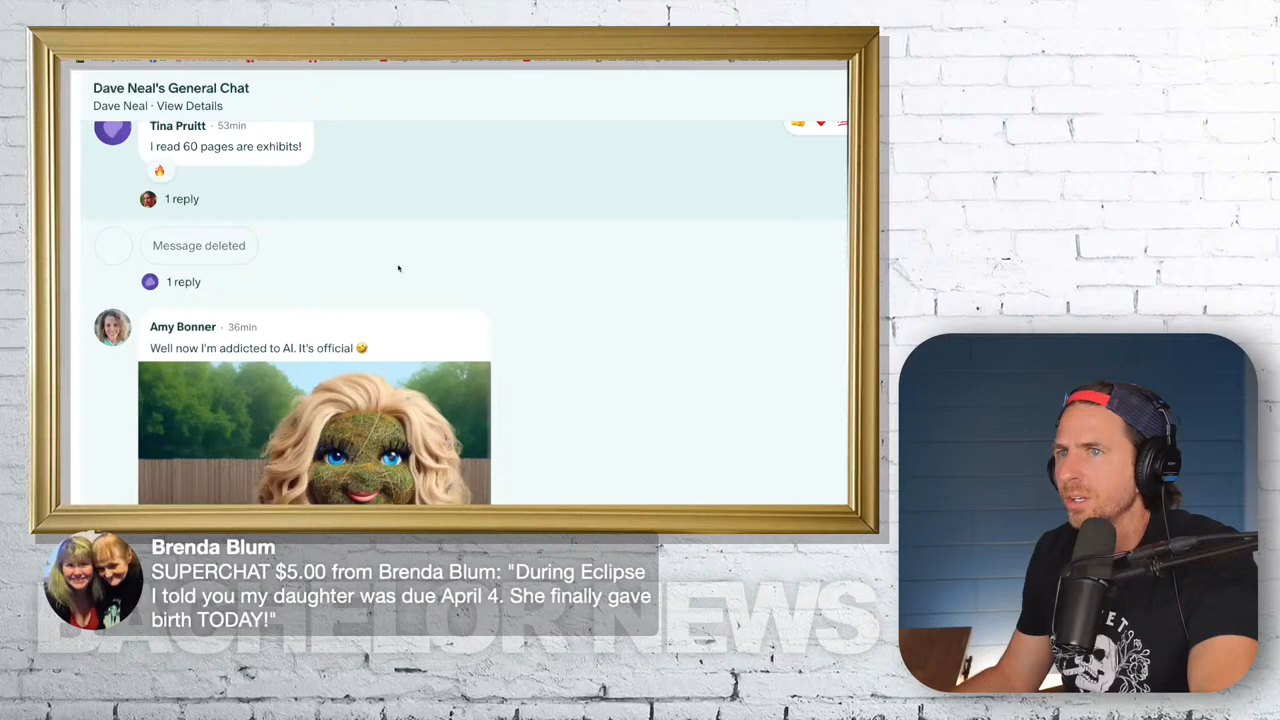 Dave Neal's General Chat
Dave Neal · View Details
Tina Pruitt · 53min
I read 60 pages are exhibits!
1 reply
Message deleted
1 reply
Amy Bonner · 36min
Well now I'm addicted to AI. It's official 🤣
Brenda Blum
SUPERCHAT $5.00 from Brenda Blum: "During Eclipse
I told you my daughter was due April 4. She finally gave
birth TODAY!"
BACHELOR NEWS